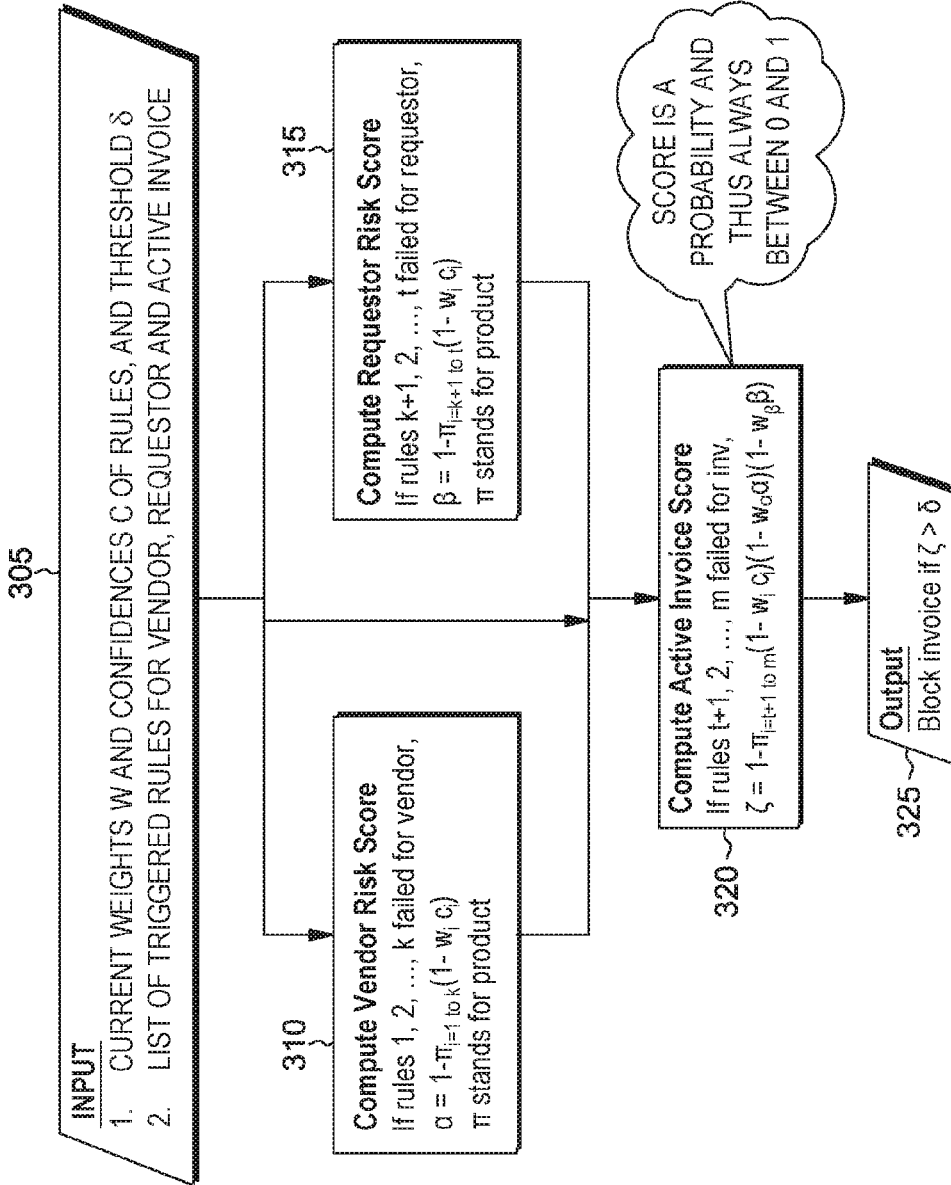 305
INPUT
1. CURRENT WEIGHTS W AND CONFIDENCES C OF RULES, AND THRESHOLD δ
2. LIST OF TRIGGERED RULES FOR VENDOR, REQUESTOR AND ACTIVE INVOICE
310
Compute Vendor Risk Score
If rules 1, 2, ..., k failed for vendor,
α = 1-π_{i=1 to k}(1- w_i c_i)
π stands for product
315
Compute Requestor Risk Score
If rules k+1, 2, ..., t failed for requestor,
β = 1-π_{i=k+1 to t}(1- w_i c_i)
π stands for product
320
Compute Active Invoice Score
If rules t+1, 2, ..., m failed for inv,
ζ = 1-π_{i=t+1 to m}(1- w_i c_i)(1- w_α α)(1- w_β β)
SCORE IS A
PROBABILITY AND
THUS ALWAYS
BETWEEN 0 AND 1
325
Output
Block invoice if ζ > δ